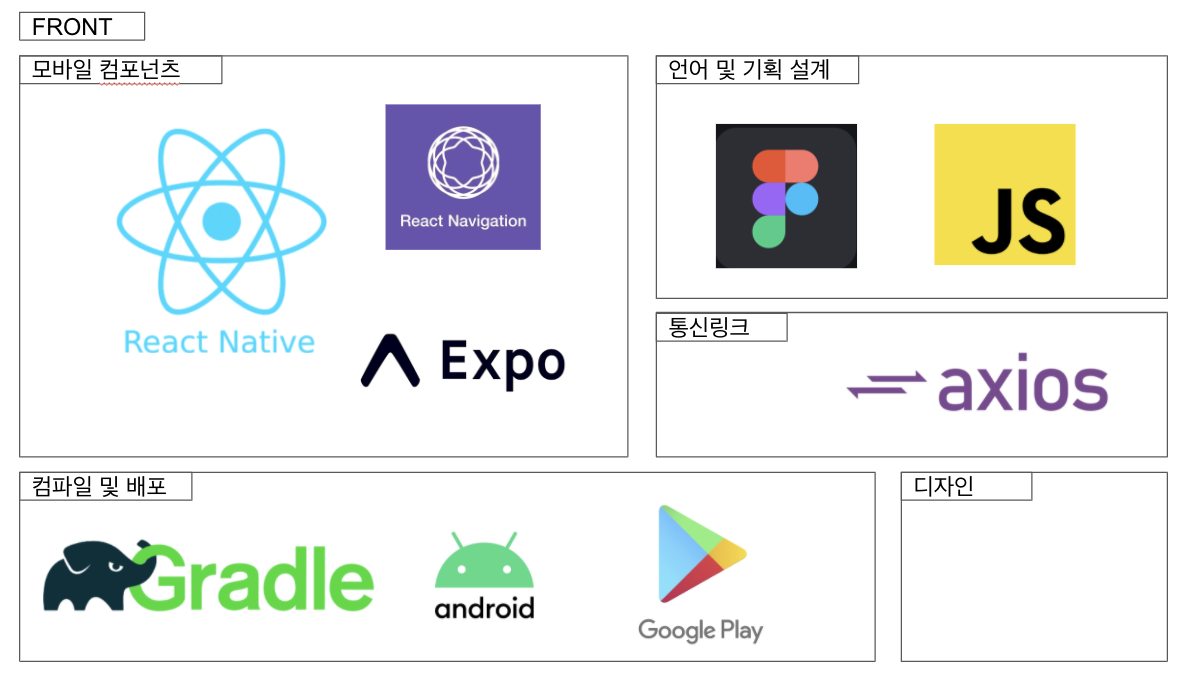 FRONT
모바일 컴포넌츠
React Native
React Navigation
Expo
언어 및 기획 설계
JS
통신링크
axios
컴파일 및 배포
Gradle
android
Google Play
디자인